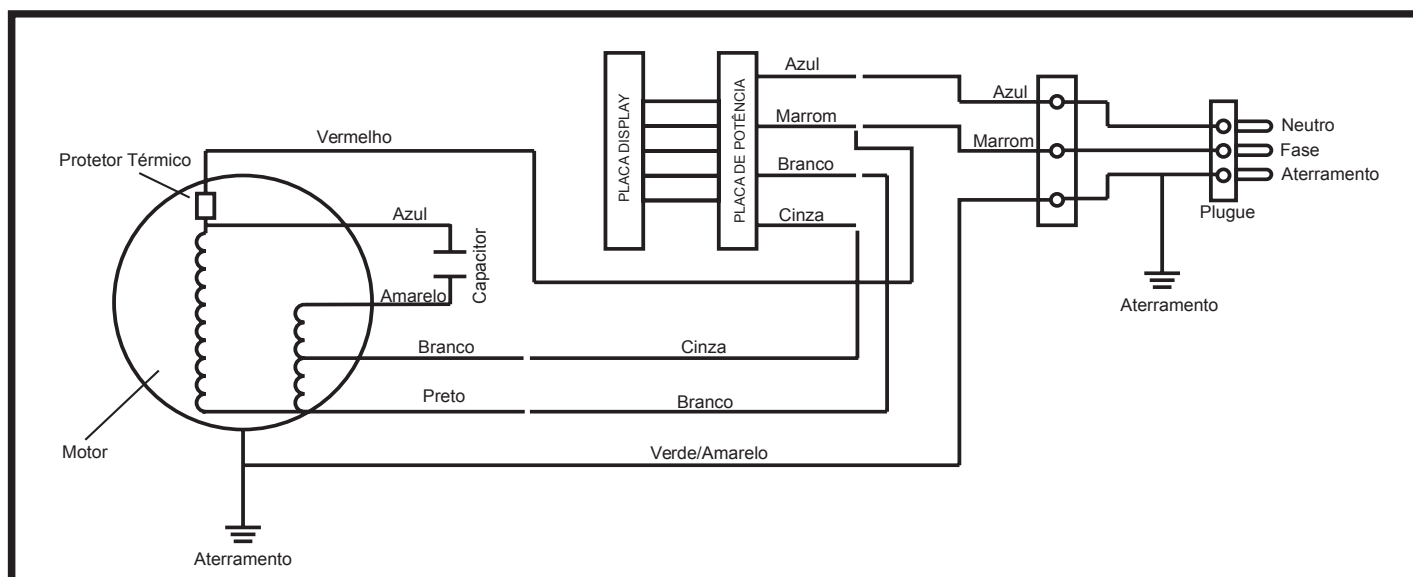 Azul
Azul
Marrom
Marrom
Branco
Cinza
PLACA DISPLAY
PLACA DE POTÊNCIA
Neutro
Fase
Aterramento
Plugue
Aterramento
Vermelho
Protetor Térmico
Azul
Capacitor
Amarelo
Branco
Cinza
Preto
Branco
Motor
Verde/Amarelo
Aterramento